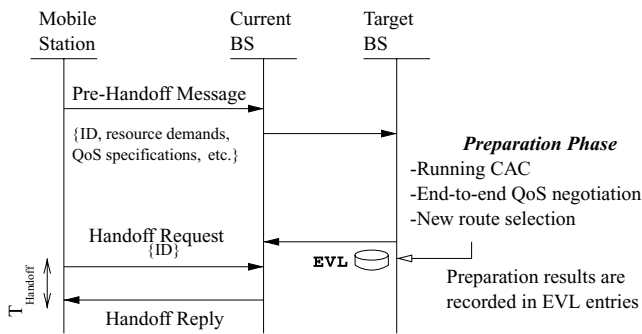 Mobile Station
Current BS
Target BS
Pre-Handoff Message
{ID, resource demands,
QoS specifications, etc.}
Preparation Phase
-Running CAC
-End-to-end QoS negotiation
-New route selection
Handoff Request
{ID}
EVL
T Handoff
Preparation results are
recorded in EVL entries
Handoff Reply